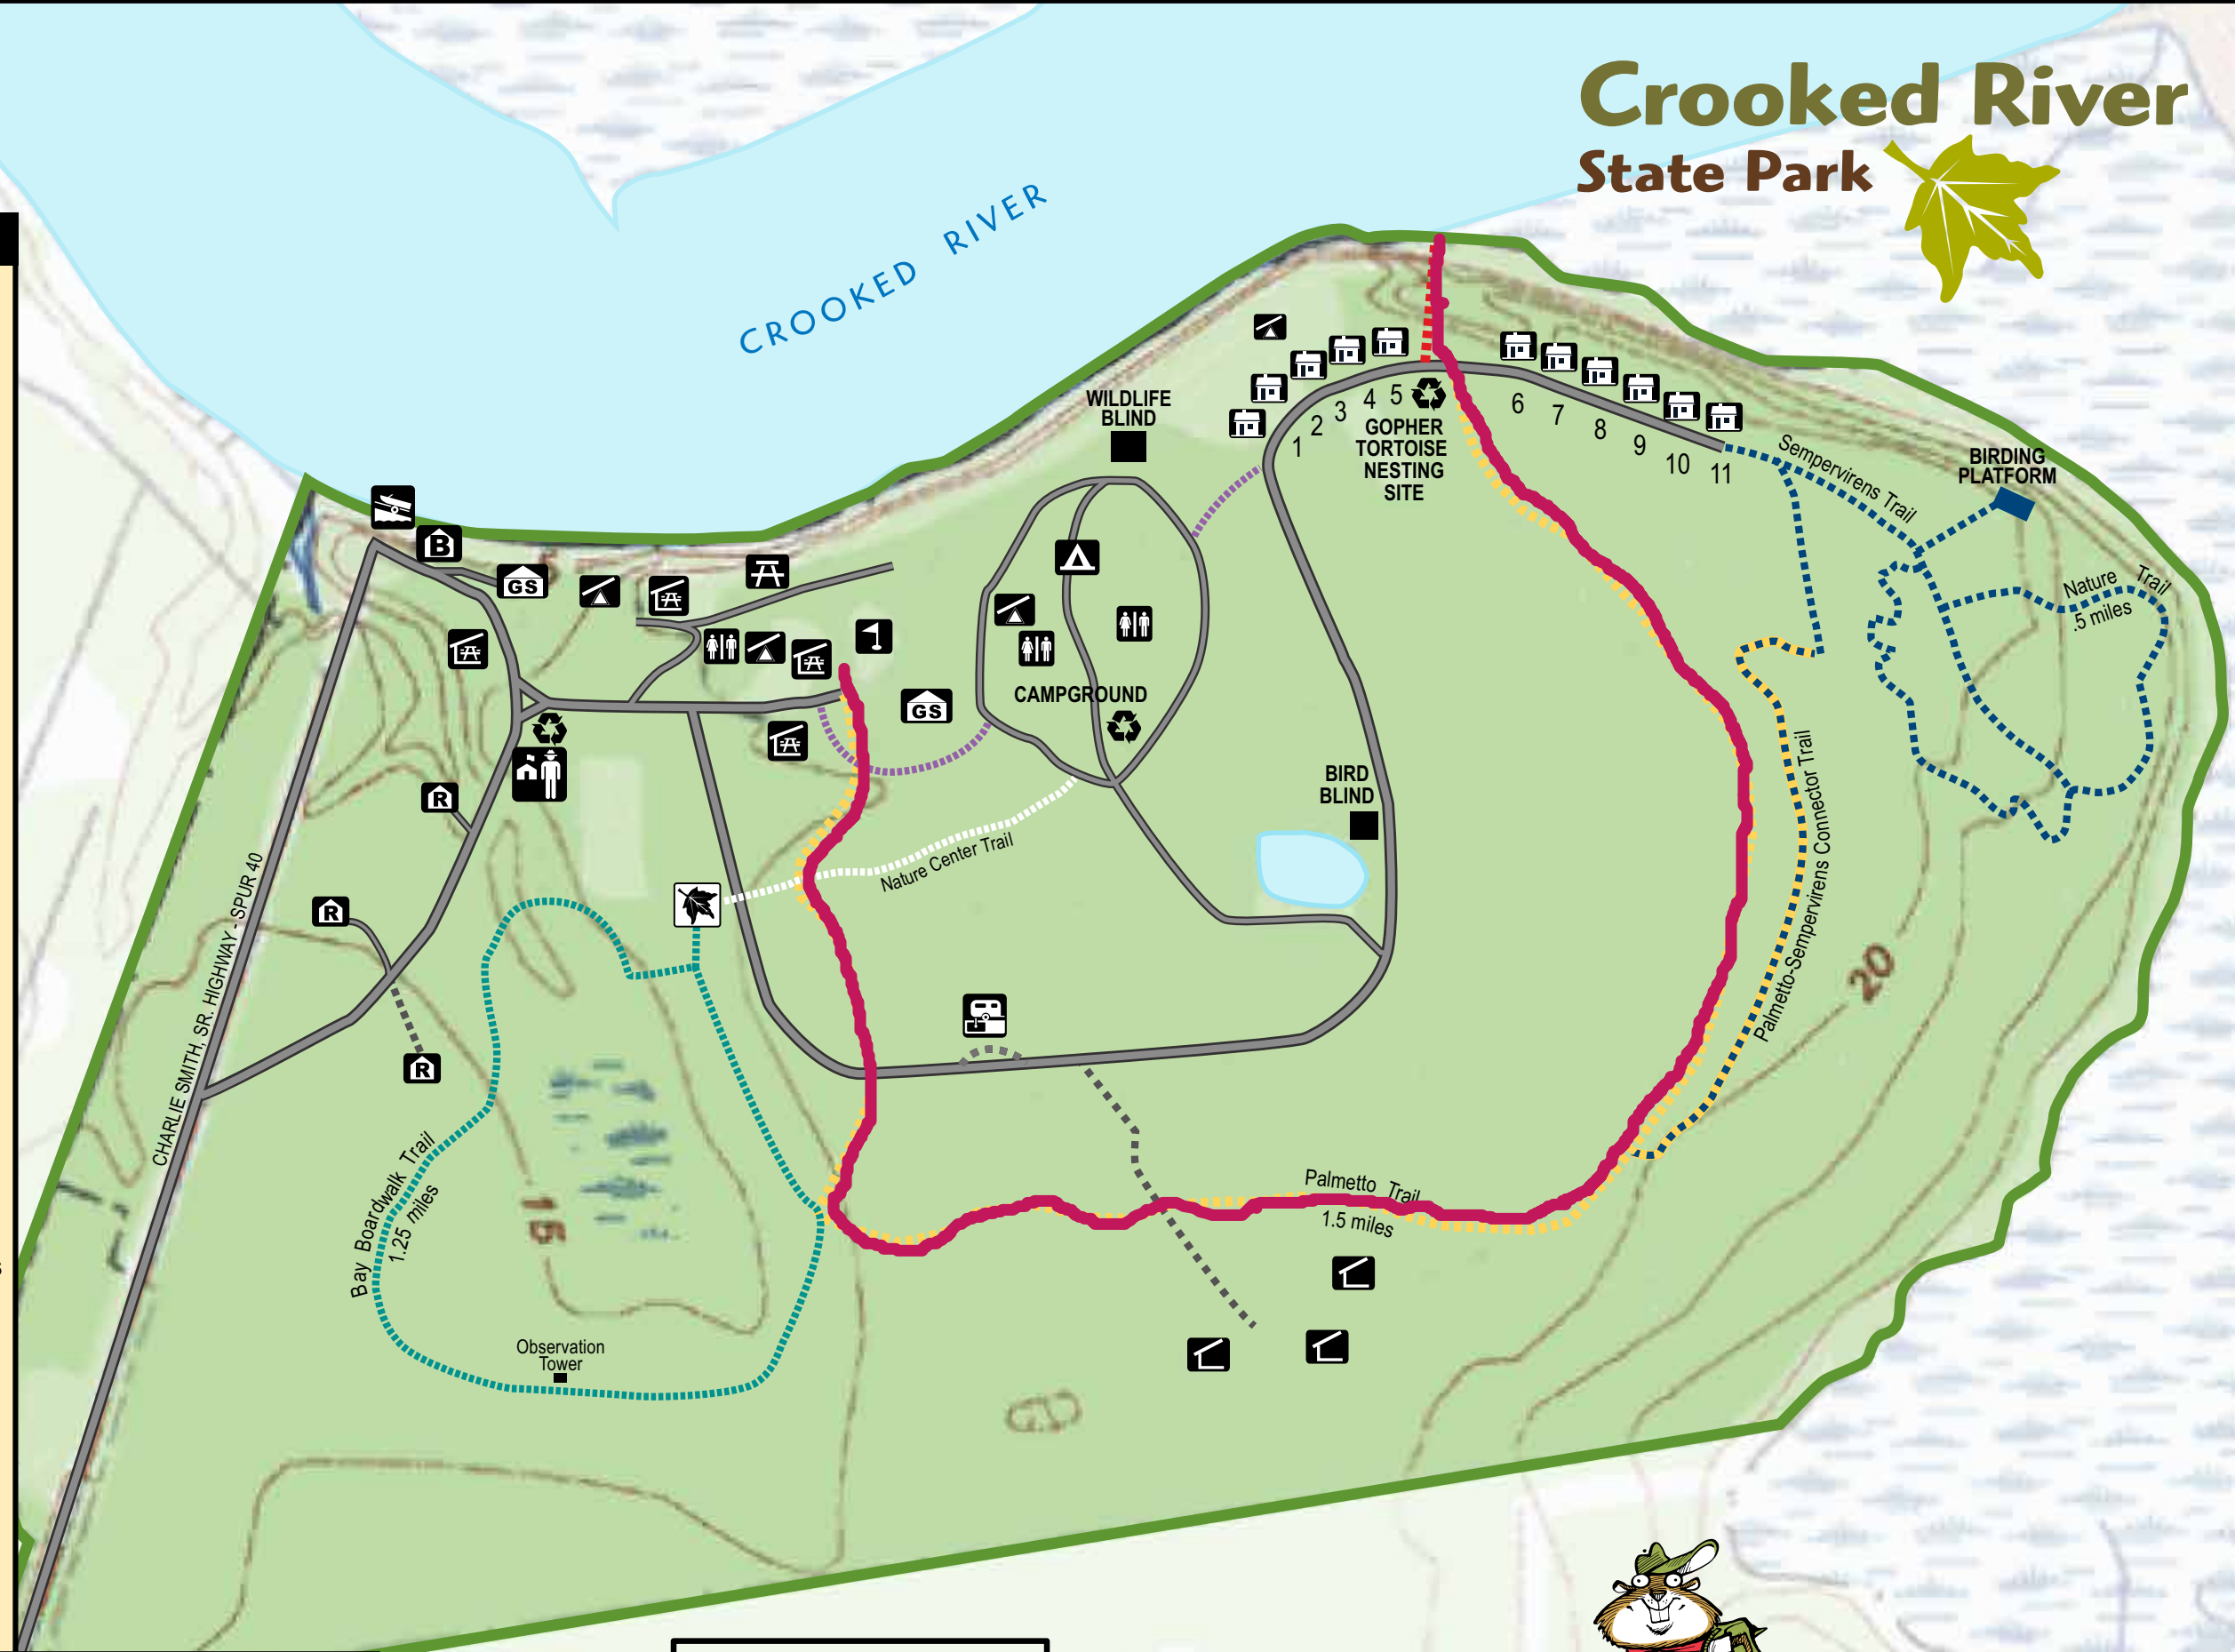 Crooked River
State Park
CROOKED RIVER
WILDLIFE
BLIND
1
2
3
4
5
6
7
8
9
10
11
GOPHER
TORTOISE
NESTING
SITE
Sempervirens Trail
BIRDING
PLATFORM
Nature Trail
.5 miles
B
GS
GS
CAMPGROUND
BIRD
BLIND
R
R
R
Nature Center Trail
Palmetto-Sempervirens Connector Trail
20
CHARLIE SMITH, SR. HIGHWAY - SPUR 40
Bay Boardwalk Trail
1.25 miles
15
Palmetto Trail
1.5 miles
Observation
Tower